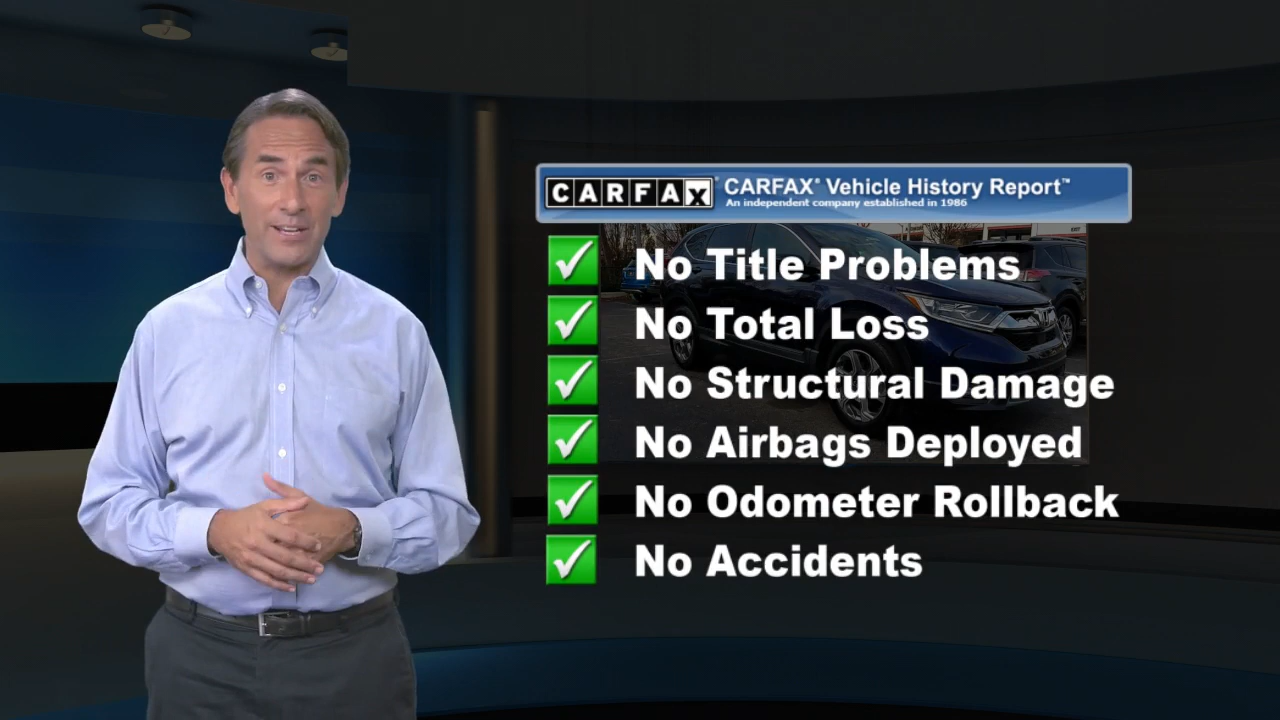 CARFAX® CARFAX® Vehicle History Report™
An independent company established in 1986
No Title Problems
No Total Loss
No Structural Damage
No Airbags Deployed
No Odometer Rollback
No Accidents